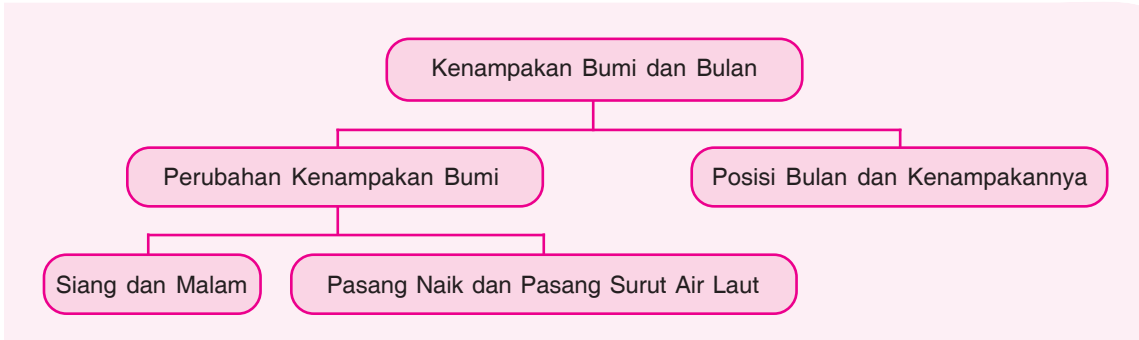 Kenampakan Bumi dan Bulan
Perubahan Kenampakan Bumi
Posisi Bulan dan Kenampakannya
Siang dan Malam
Pasang Naik dan Pasang Surut Air Laut